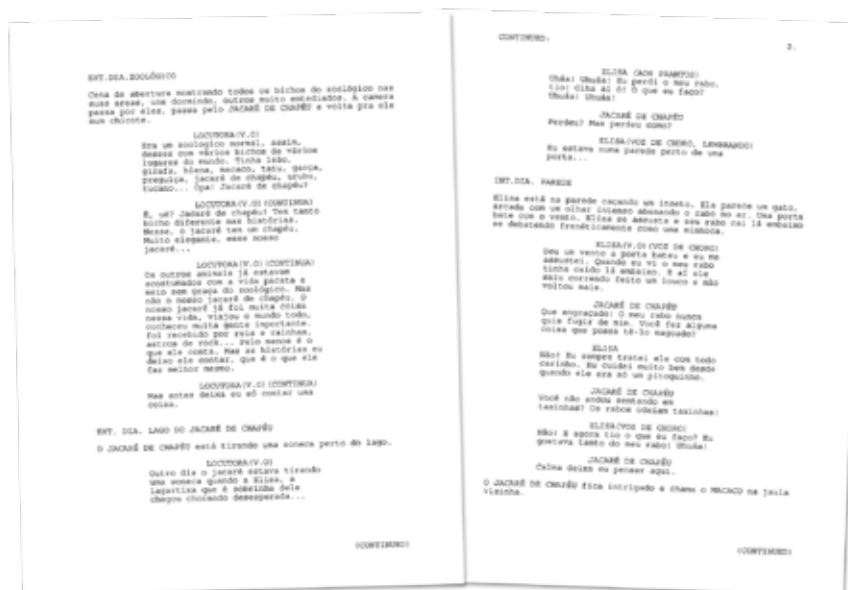 EXT.DIA.ZOOLÓGICO
Cena de abertura mostrando todos os bichos do zoológico nas
suas áreas, uns dormindo, outros muito entediados. A camera
passa por eles, passa pelo JACARÉ DE CHAPÉU e volta pra ele
num chicote.
LOCUTORA(V.O)
Era um zoologico normal, assim,
desses com vários bichos de vários
lugares do mundo. Tinha leão,
girafa, hiena, macaco, tatu, garça,
preguiça, jacaré de chapéu, urubu,
tucano... Opa! Jacaré de chapéu?
LOCUTORA(V.O)(CONTINUA)
É, ué? Jacaré de chapéu! Tem tanto
bicho diferente nas histórias.
Nesse, o jacaré tem um chapéu.
Muito elegante, esse nosso
jacaré...
LOCUTORA(V.O)(CONTINUA)
Os outros animais já estavam
acostumados com a vida pacata e
meio sem graça do zoológico. Mas
não o nosso jacaré de chapéu. O
nosso jacaré já foi muita coisa
nessa vida, viajou o mundo todo,
conheceu muita gente importante.
foi recebido por reis e rainhas,
astros de rock... Pelo menos é o
que ele conta. Mas as histórias eu
deixo ele contar, que é o que ele
faz melhor mesmo.
LOCUTORA(V.O)(CONTINUA)
Mas antes deixa eu só contar uma
coisa.
EXT. DIA. LAGO DO JACARÉ DE CHAPÉU
O JACARÉ DE CHAPÉU está tirando uma soneca perto do lago.
LOCUTORA(V.O)
Outro dia o jacaré estava tirando
uma soneca quando a Elisa, a
lagartixa que é sobrinha dele
chegou chorando desesperada...
(CONTINUED)
CONTINUED:
2.
ELISA (AOS PRANTOS)
Uhúa! Uhúa! Eu perdi o meu rabo,
tio! Olha aí ó! O que eu faço?
Uhúa! Uhúa!
JACARÉ DE CHAPÉU
Perdeu? Mas perdeu como?
ELISA(VOZ DE CHORO, LEMBRANDO)
Eu estava numa parede perto de uma
porta...
INT.DIA. PAREDE
Elisa está na parede caçando um inseto. Ela parece um gato,
arcada com um olhar intenso abanando o rabo no ar. Uma porta
bate com o vento. Elisa se assusta e seu rabo cai lá embaixo
se debatendo freneticamente como uma minhoca.
ELISA(V.O)(VOZ DE CHORO)
Deu um vento a porta bateu e eu me
assustei. Quando eu vi o meu rabo
tinha caído lá embaixo. E aí ele
saiu correndo feito um louco e não
voltou mais.
JACARÉ DE CHAPÉU
Que engraçado! O meu rabo nunca
quis fugir de mim. Você fez alguma
coisa que possa tê-lo magoado?
ELISA
Não! Eu sempre tratei ele com todo
carinho. Eu cuidei muito bem desde
quando ele era só um pitoquinho.
JACARÉ DE CHAPÉU
Você não andou sentando em
taxinhas? Os rabos odeiam taxinhas!
ELISA(VOZ DE CHORO)
Não! E agora tio o que eu faço? Eu
gostava tanto do meu rabo! Uhúa!
JACARÉ DE CHAPÉU
Calma deixa eu pensar aqui.
O JACARÉ DE CHAPÉU fica intrigado e chama o MACACO na jaula
vizinha.
(CONTINUED)